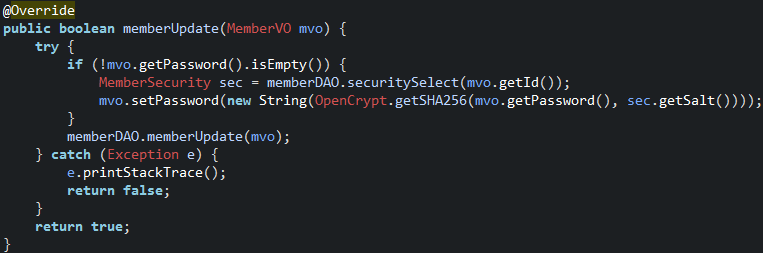 @Override
public boolean memberUpdate(MemberVO mvo) {
    try {
        if (!mvo.getPassword().isEmpty()) {
            MemberSecurity sec = memberDAO.securitySelect(mvo.getId());
            mvo.setPassword(new String(OpenCrypt.getSHA256(mvo.getPassword(), sec.getSalt())));
        }
        memberDAO.memberUpdate(mvo);
    } catch (Exception e) {
        e.printStackTrace();
        return false;
    }
    return true;
}